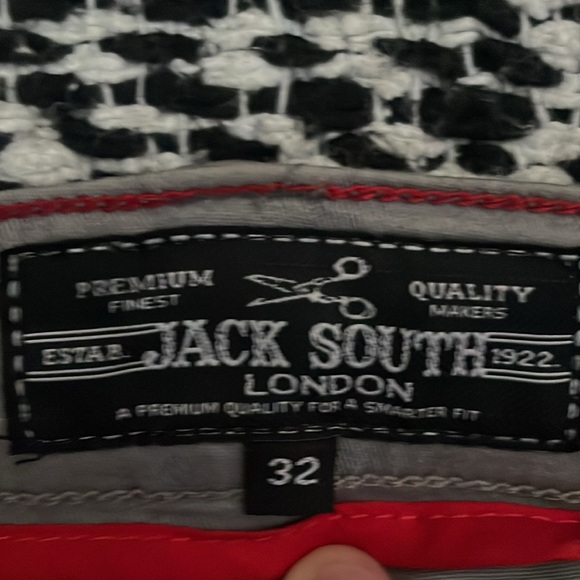 PREMIUM QUALITY
FINEST MAKERS
ESTAB. JACK SOUTH 1922.
LONDON
A PREMIUM QUALITY FOR A SMARTER FIT
32